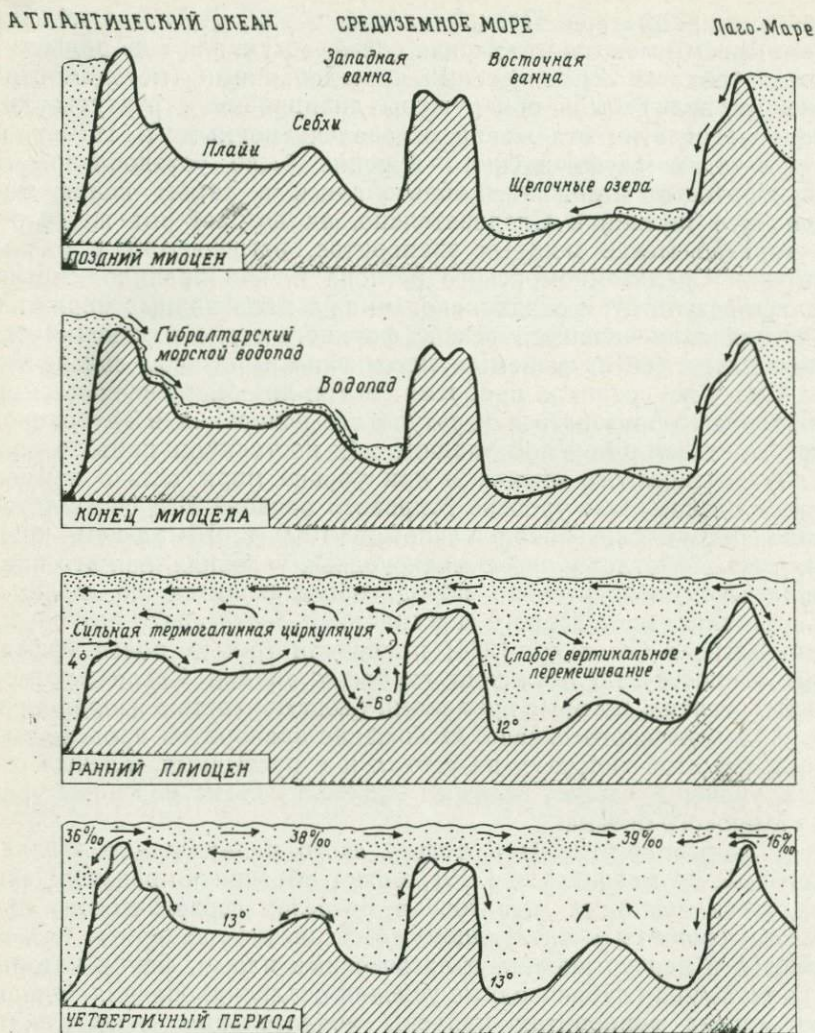 АТЛАНТИЧЕСКИЙ ОКЕАН СРЕДИЗЕМНОЕ МОРЕ Лаго-Маре
Западная ванна
Восточная ванна
Себхи
Плайи
Щелочные озера
ПОЗДНИЙ МИОЦЕН
Гибралтарский
морской водопад
Водопад
КОНЕЦ МИОЦЕНА
Сильная термогалинная циркуляция
Слабое вертикальное
перемешивание
4°
4-6°
12°
РАННИЙ ПЛИОЦЕН
36‰ 38‰ 39‰ 16‰
13°
13°
ЧЕТВЕРТИЧНЫЙ ПЕРИОД